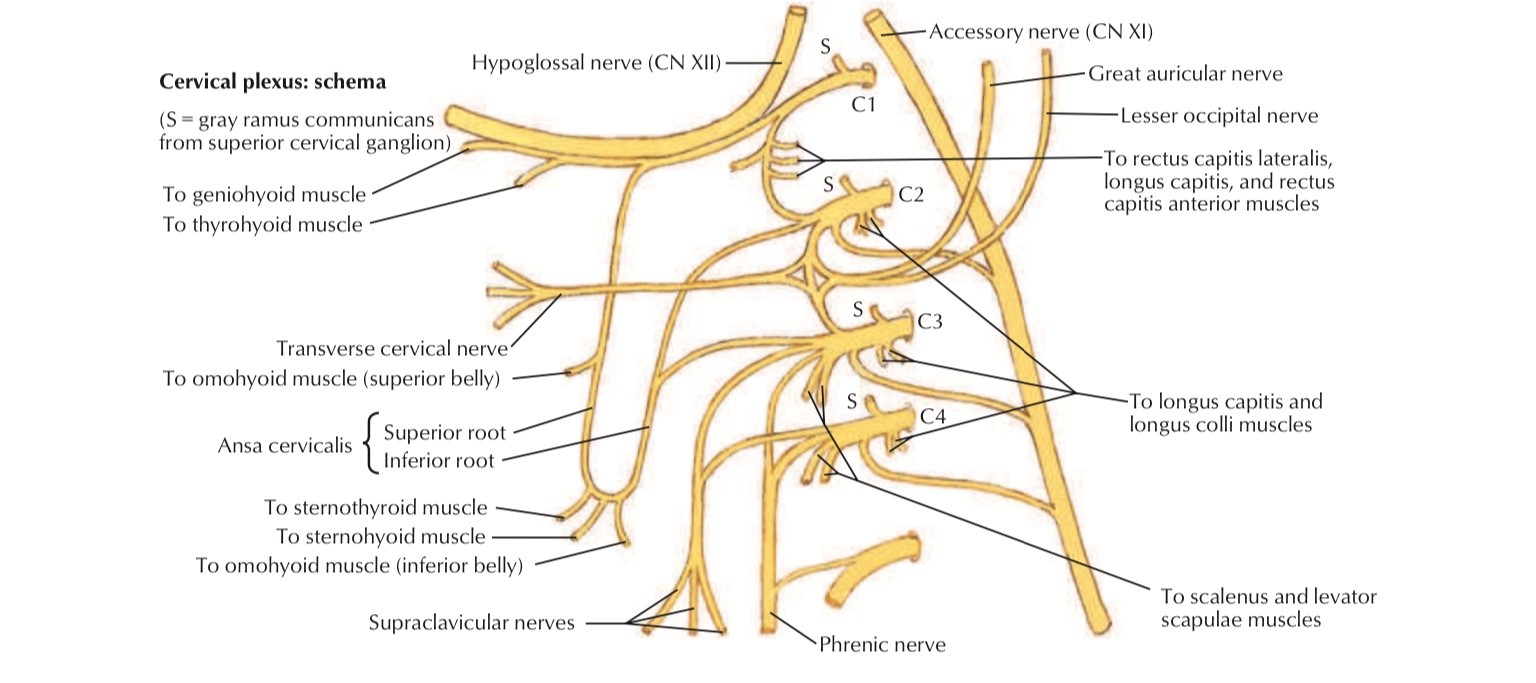 Cervical plexus: schema
(S = gray ramus communicans
from superior cervical ganglion)
Hypoglossal nerve (CN XII)
S
Accessory nerve (CN XI)
Great auricular nerve
C1
Lesser occipital nerve
To rectus capitis lateralis,
longus capitis, and rectus
capitis anterior muscles
To geniohyoid muscle
To thyrohyoid muscle
S
C2
S
C3
Transverse cervical nerve
To omohyoid muscle (superior belly)
S
C4
To longus capitis and
longus colli muscles
Ansa cervicalis
Superior root
Inferior root
To sternothyroid muscle
To sternohyoid muscle
To omohyoid muscle (inferior belly)
Supraclavicular nerves
Phrenic nerve
To scalenus and levator
scapulae muscles